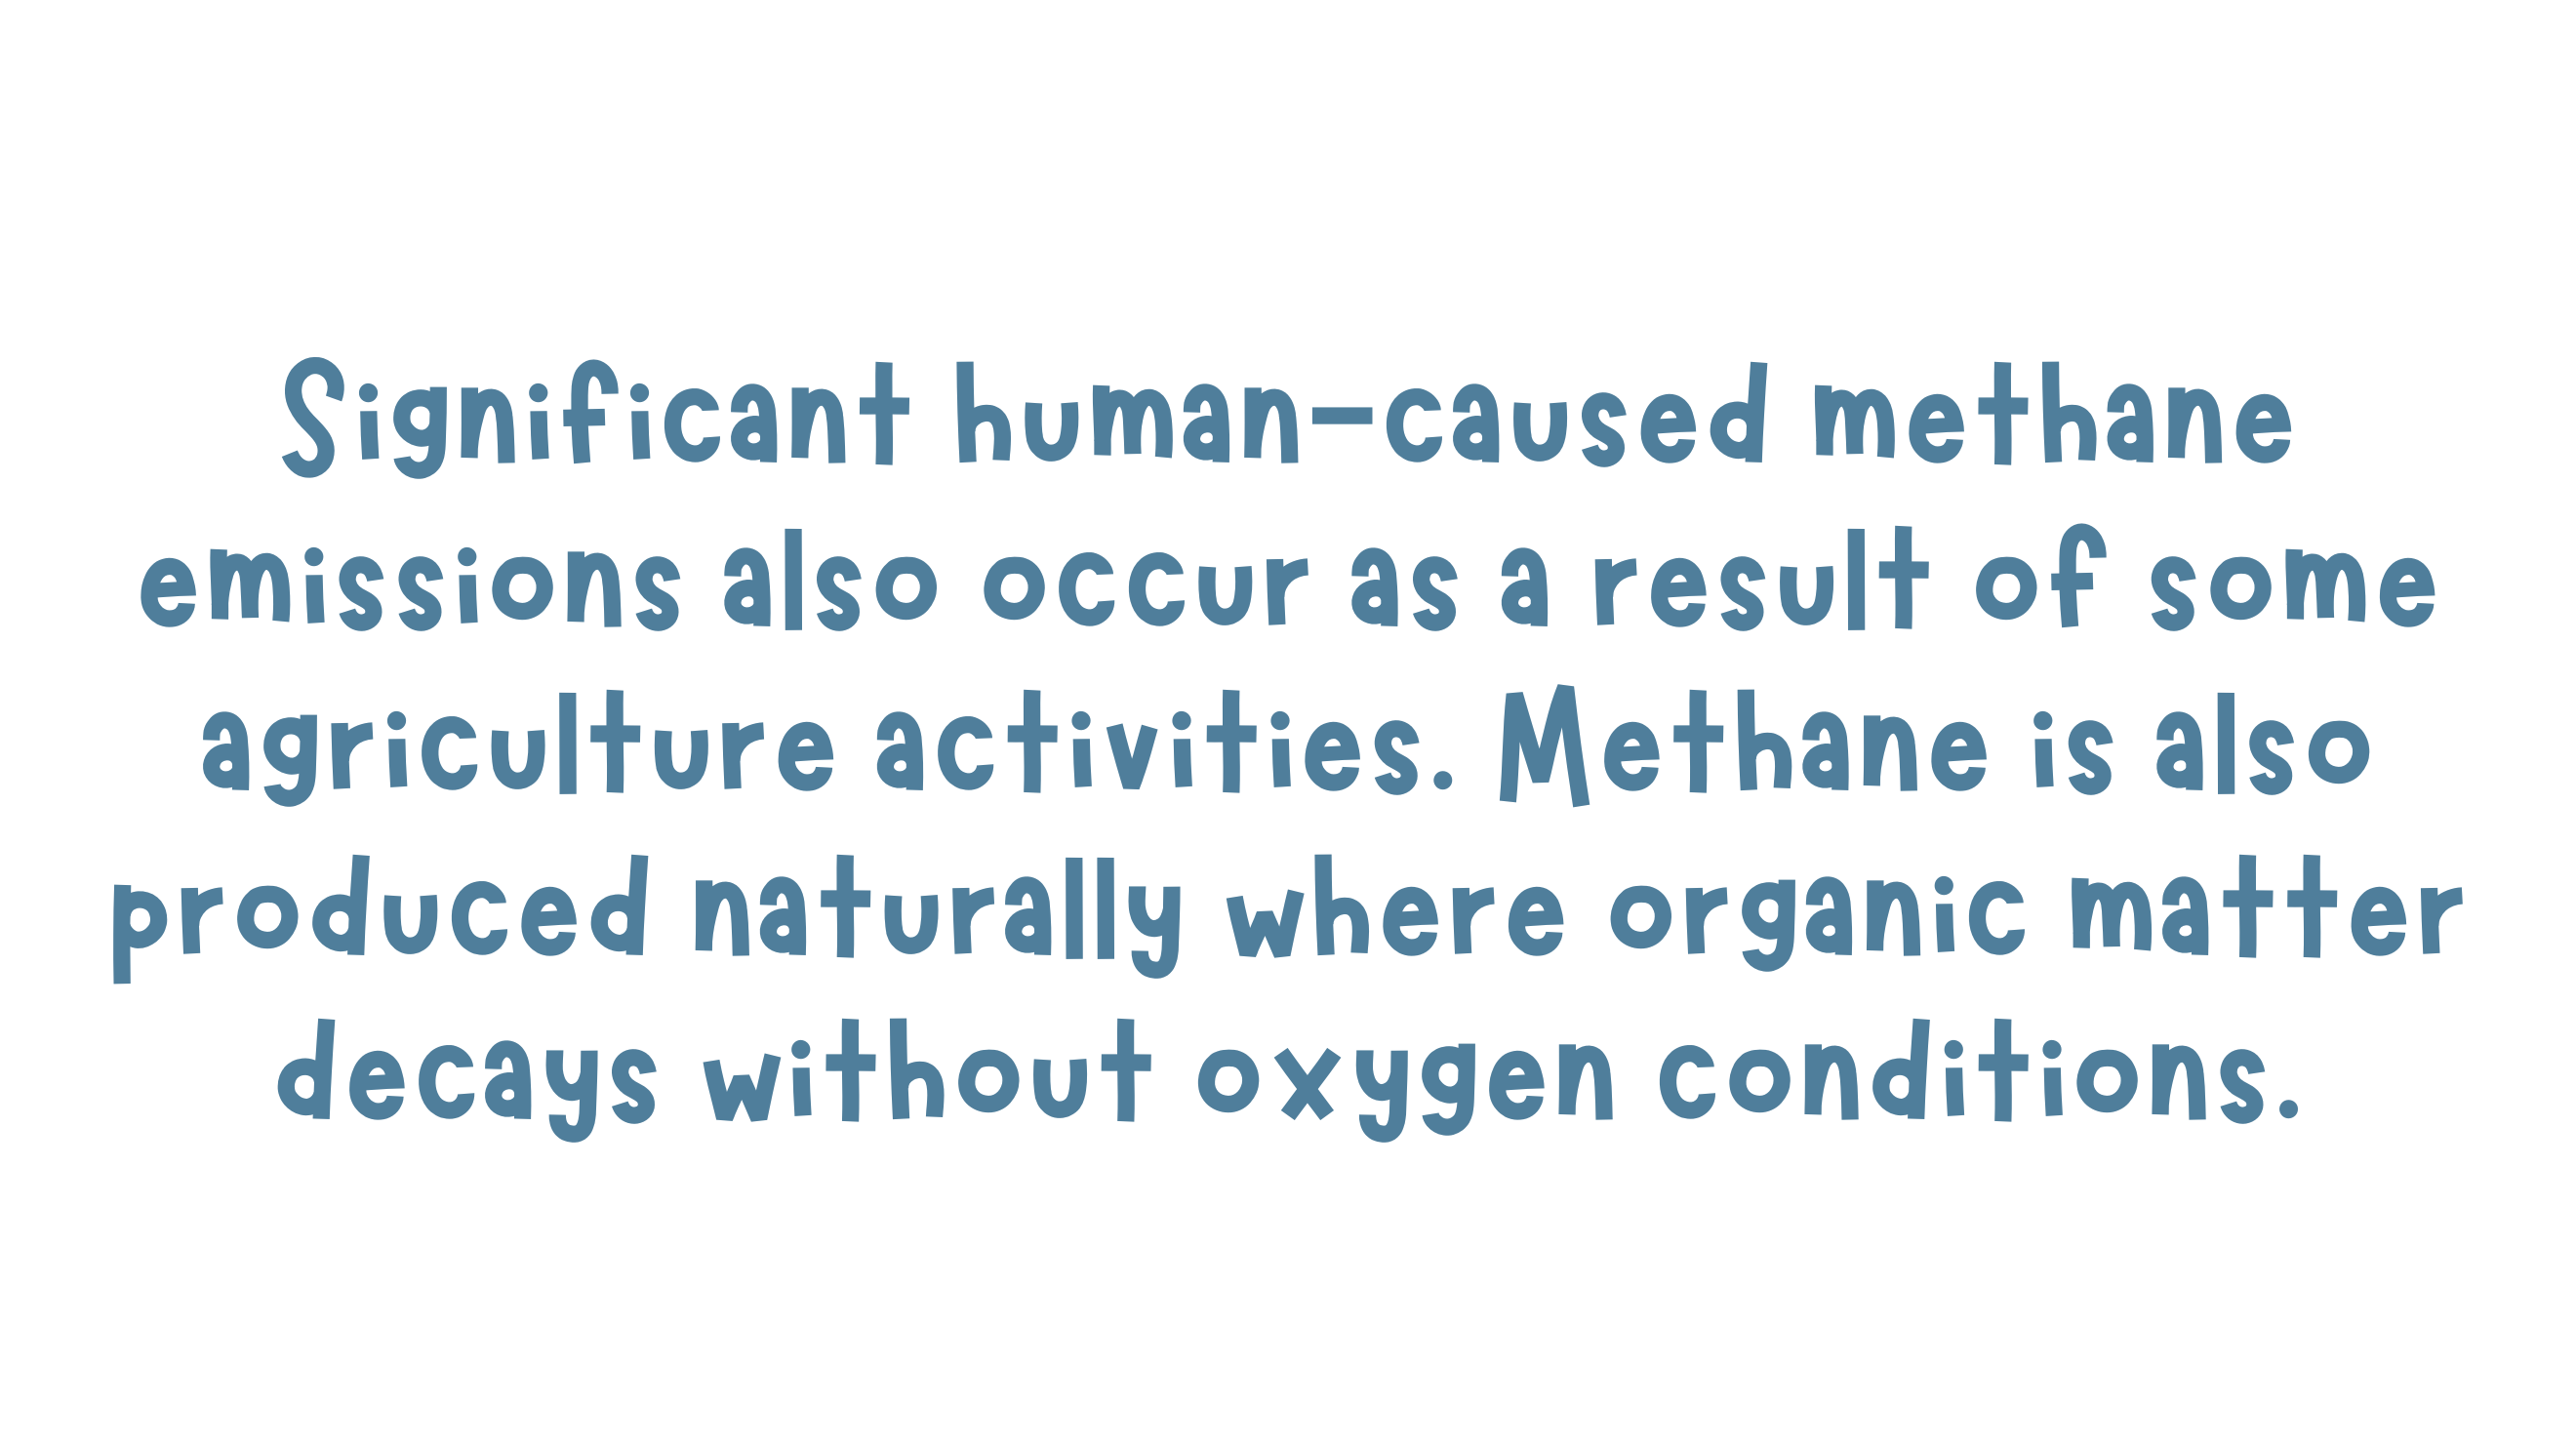 Significant human-caused methane
emissions also occur as a result of some
agriculture activities. Methane is also
produced naturally where organic matter
decays without oxygen conditions.